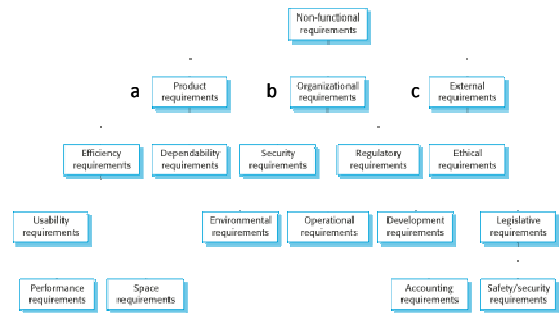 Non-functional
requirements
a
Product
requirements
b
Organizational
requirements
c
External
requirements
Efficiency
requirements
Dependability
requirements
Security
requirements
Regulatory
requirements
Ethical
requirements
Usability
requirements
Environmental
requirements
Operational
requirements
Development
requirements
Legislative
requirements
Performance
requirements
Space
requirements
Accounting
requirements
Safety/security
requirements